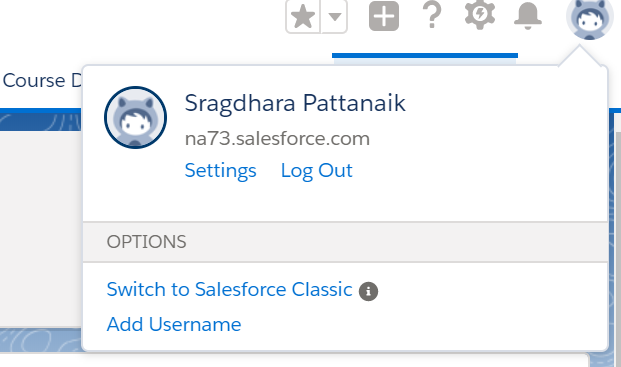 Course D
Sragdhara Pattanaik
na73.salesforce.com
Settings Log Out
OPTIONS
Switch to Salesforce Classic
Add Username